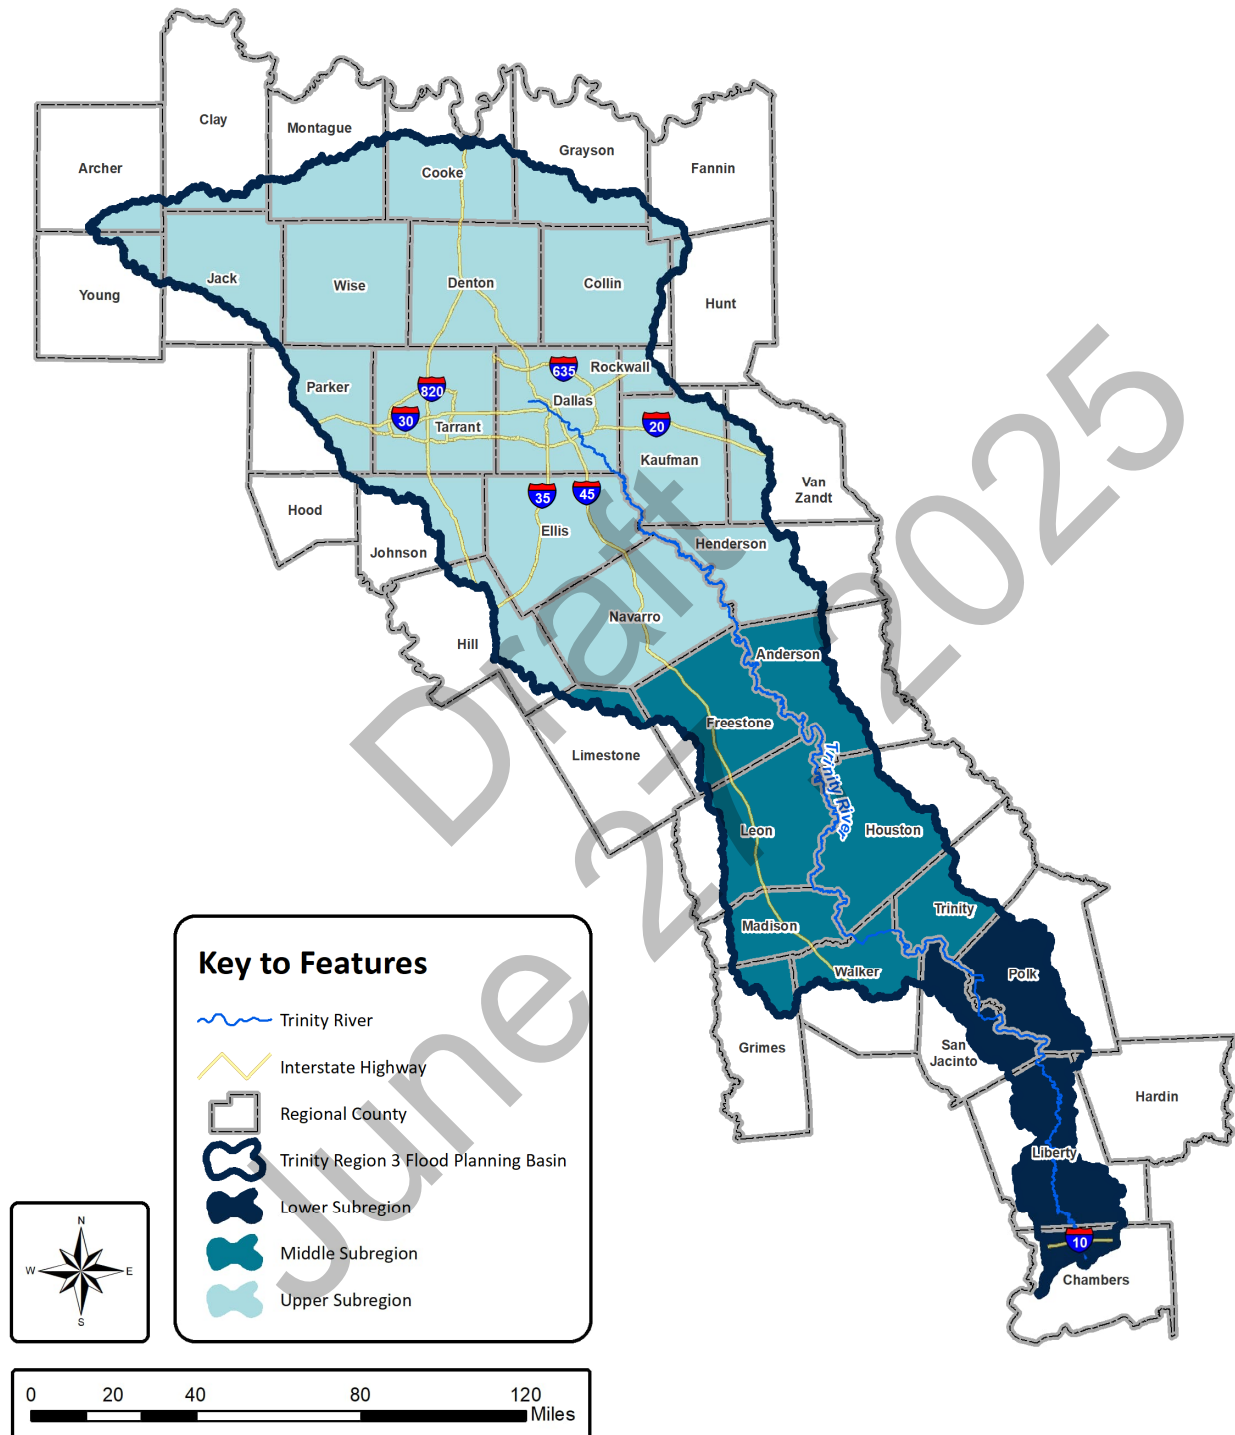 Clay
Montague
Grayson
Archer
Cooke
Fannin
Jack
Wise
Denton
Collin
Young
Hunt
635
Rockwall
Parker
820
Dallas
30
Tarrant
20
Kaufman
Van
Zandt
35
45
Hood
Ellis
Henderson
Johnson
Navarro
Hill
Anderson
Freestone
Limestone
Trinity River
Leon
Houston
Trinity
Madison
Walker
Polk
Grimes
San
Jacinto
Hardin
Liberty
10
Chambers
Draft
June 27, 2025
Key to Features
Trinity River
Interstate Highway
Regional County
Trinity Region 3 Flood Planning Basin
Lower Subregion
Middle Subregion
Upper Subregion
N
W E
S
0 20 40 80 120
Miles